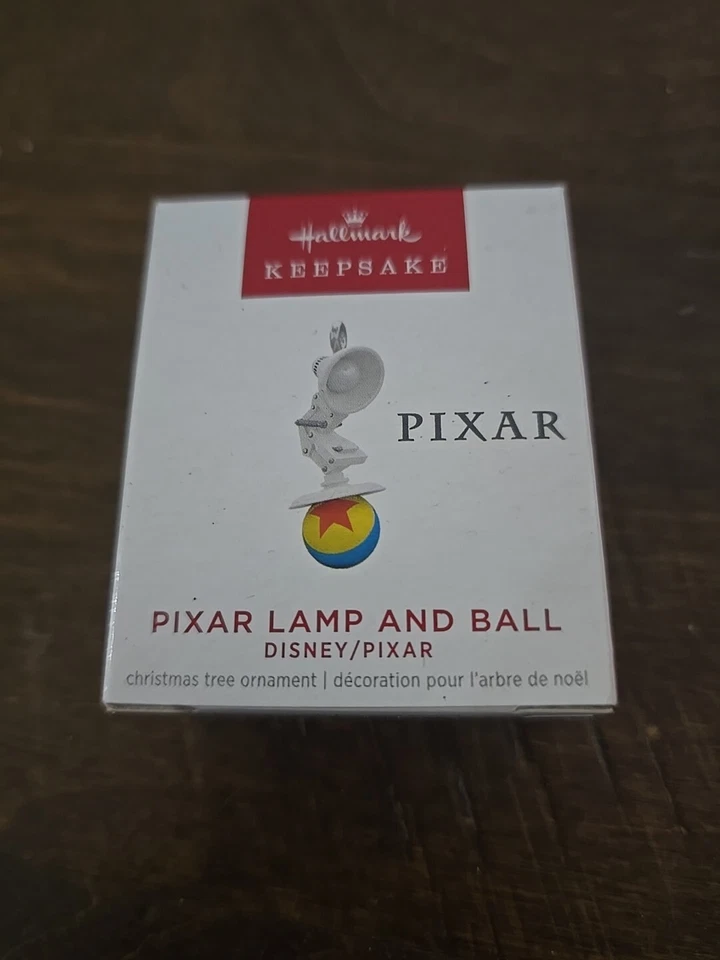 Hallmark
KEEPSAKE
PIXAR
PIXAR LAMP AND BALL
DISNEY/PIXAR
christmas tree ornament | décoration pour l'arbre de noël